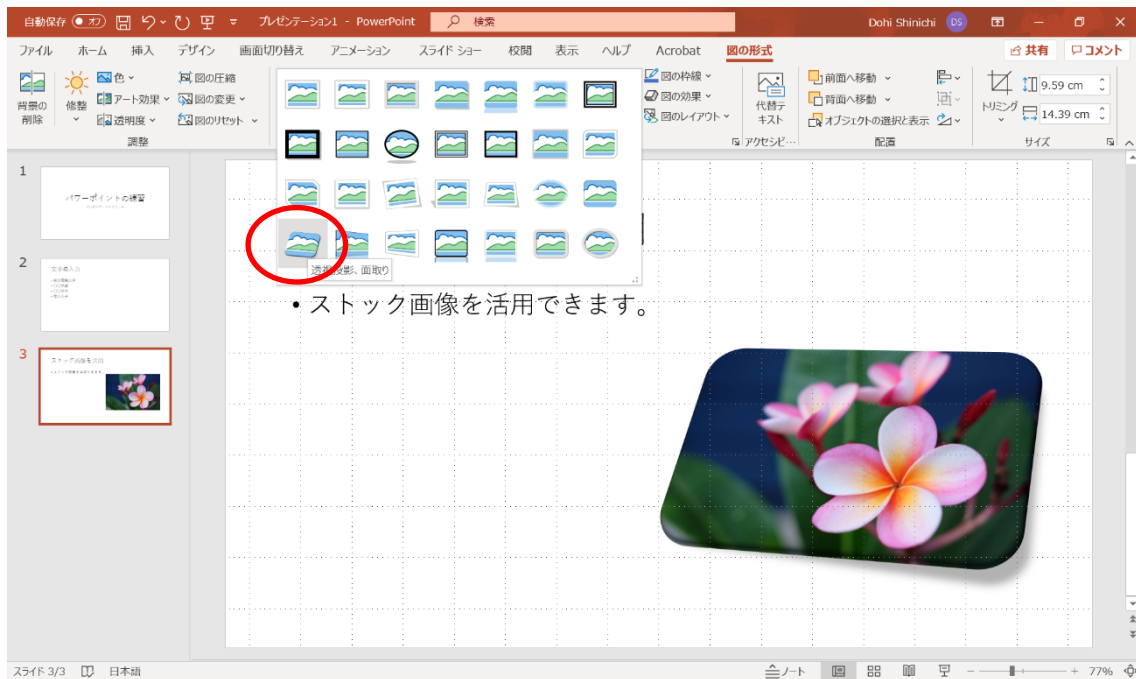 自動保存 オフ プレゼンテーション1 - PowerPoint 検索 Dohi Shinichi DS
ファイル ホーム 挿入 デザイン 画面切り替え アニメーション スライド ショー 校閲 表示 ヘルプ Acrobat 図の形式 共有 コメント
背景の
削除
修整
色
アート効果
透明度
図の圧縮
図の変更
図のリセット
調整
図の枠線
図の効果
図のレイアウト
代替テ
キスト
アクセシビ…
前面へ移動
背面へ移動
オブジェクトの選択と表示
配置
トリミング
9.59 cm
14.39 cm
サイズ
透視投影、面取り
1
パワーポイントの練習
2
文字の入力
3
ストック画像を活用
•ストック画像を活用できます。
スライド 3/3 日本語 ノート 77%